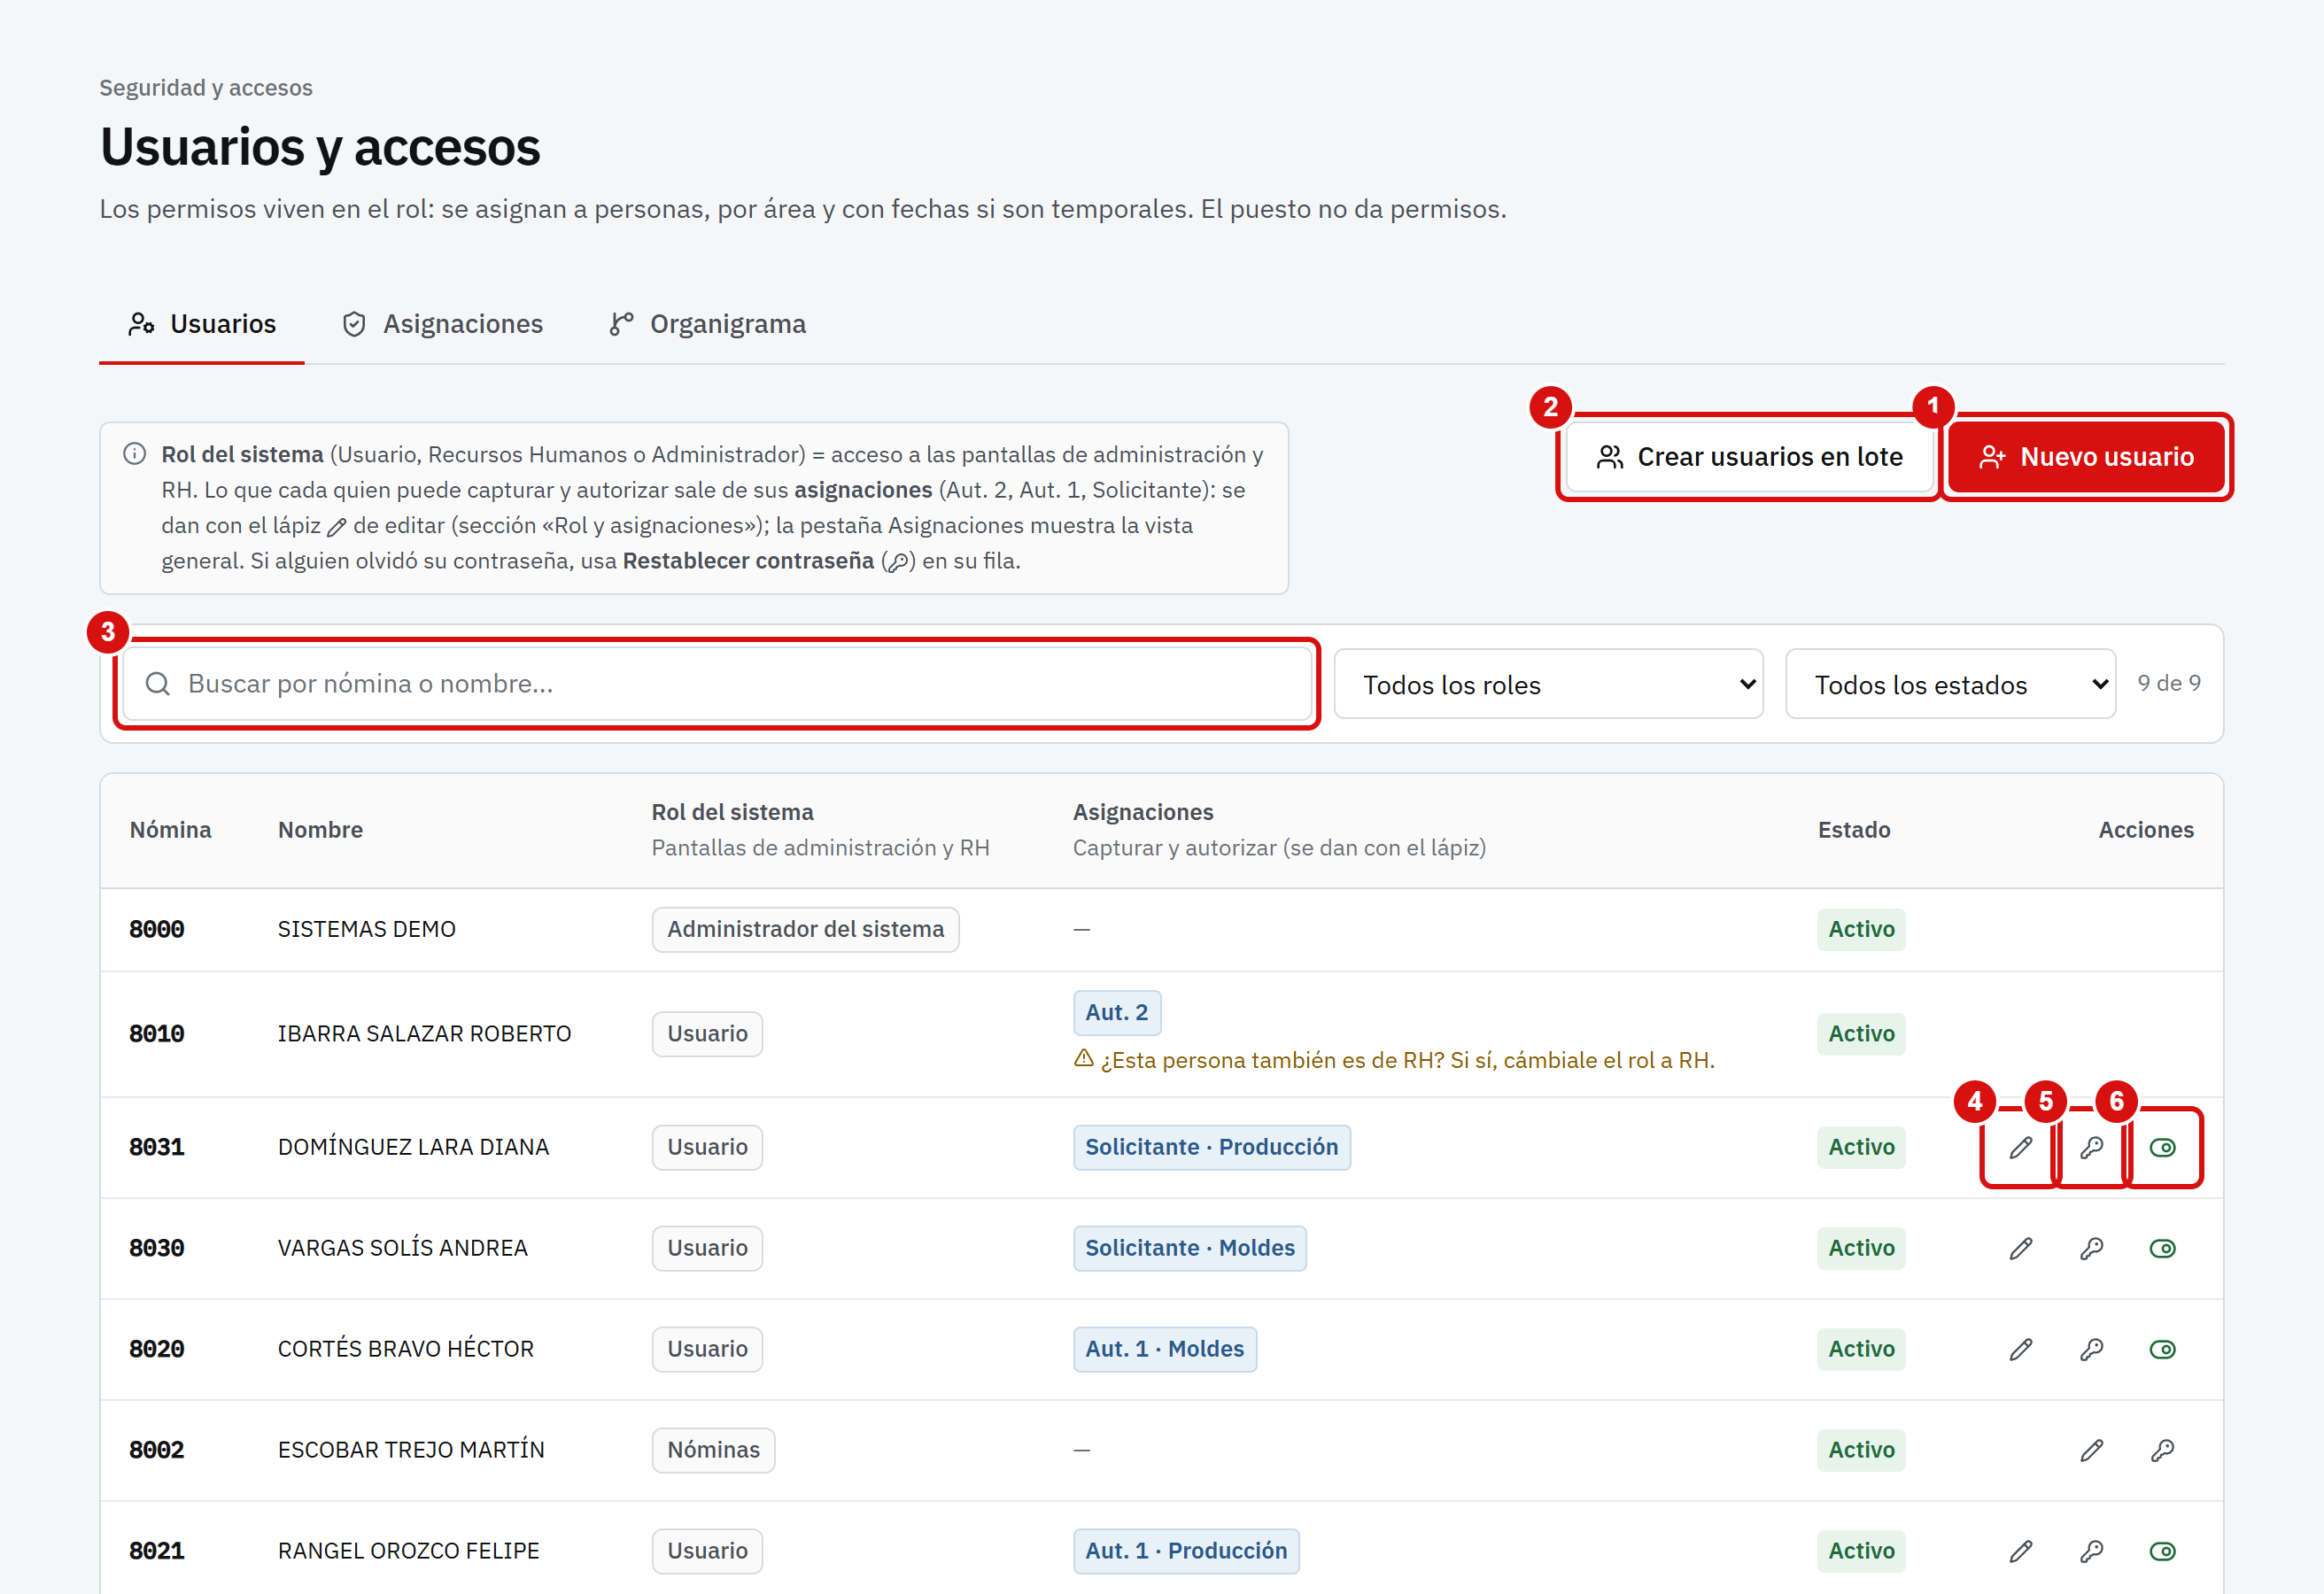 Seguridad y accesos
Usuarios y accesos
Los permisos viven en el rol: se asignan a personas, por área y con fechas si son temporales. El puesto no da permisos.
Usuarios
Asignaciones
Organigrama
2
1
Rol del sistema (Usuario, Recursos Humanos o Administrador) = acceso a las pantallas de administración y
RH. Lo que cada quien puede capturar y autorizar sale de sus asignaciones (Aut. 2, Aut. 1, Solicitante): se
dan con el lápiz de editar (sección «Rol y asignaciones»); la pestaña Asignaciones muestra la vista
general. Si alguien olvidó su contraseña, usa Restablecer contraseña () en su fila.
Crear usuarios en lote
Nuevo usuario
3
Buscar por nómina o nombre...
Todos los roles
Todos los estados
9 de 9
Nómina
Nombre
Rol del sistema
Pantallas de administración y RH
Asignaciones
Capturar y autorizar (se dan con el lápiz)
Estado
Acciones
8000 SISTEMAS DEMO Administrador del sistema — Activo
8010 IBARRA SALAZAR ROBERTO Usuario Aut. 2 Activo
¿Esta persona también es de RH? Si sí, cámbiale el rol a RH.
4 5 6
8031 DOMÍNGUEZ LARA DIANA Usuario Solicitante · Producción Activo
8030 VARGAS SOLÍS ANDREA Usuario Solicitante · Moldes Activo
8020 CORTÉS BRAVO HÉCTOR Usuario Aut. 1 · Moldes Activo
8002 ESCOBAR TREJO MARTÍN Nóminas — Activo
8021 RANGEL OROZCO FELIPE Usuario Aut. 1 · Producción Activo